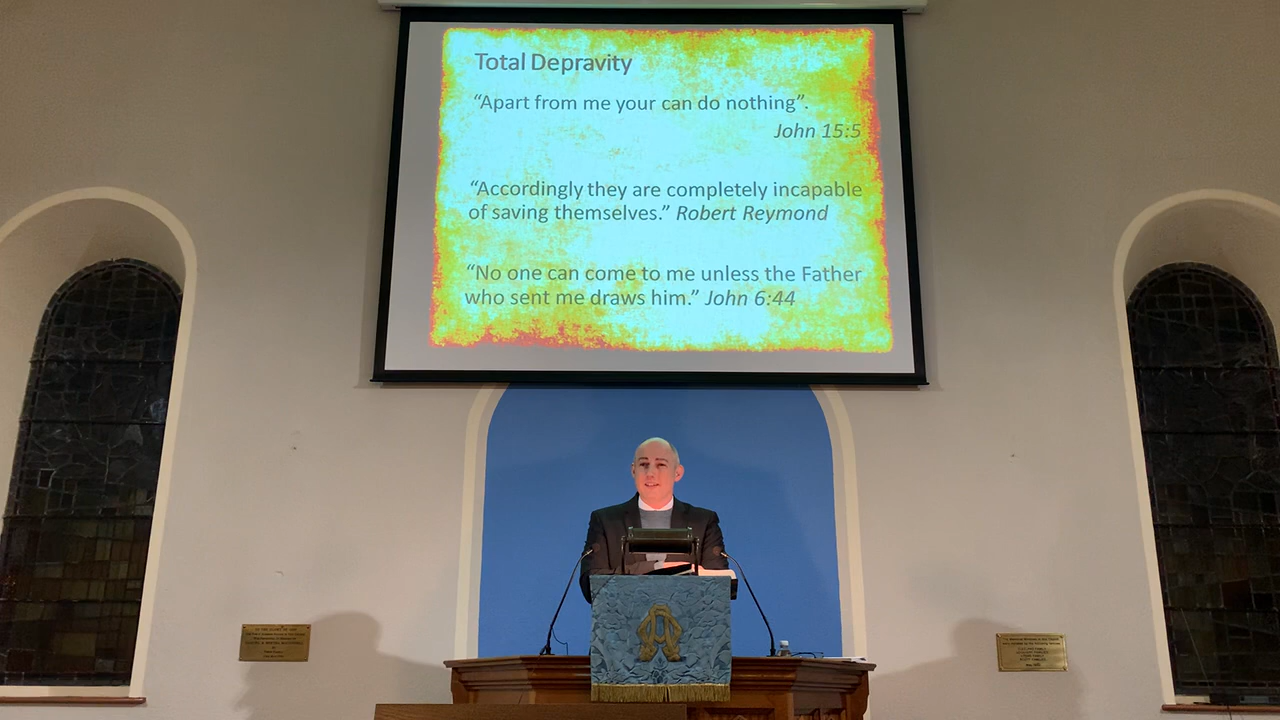 Total Depravity
“Apart from me your can do nothing”.
John 15:5
“Accordingly they are completely incapable
of saving themselves.” Robert Reymond
“No one can come to me unless the Father
who sent me draws him.” John 6:44